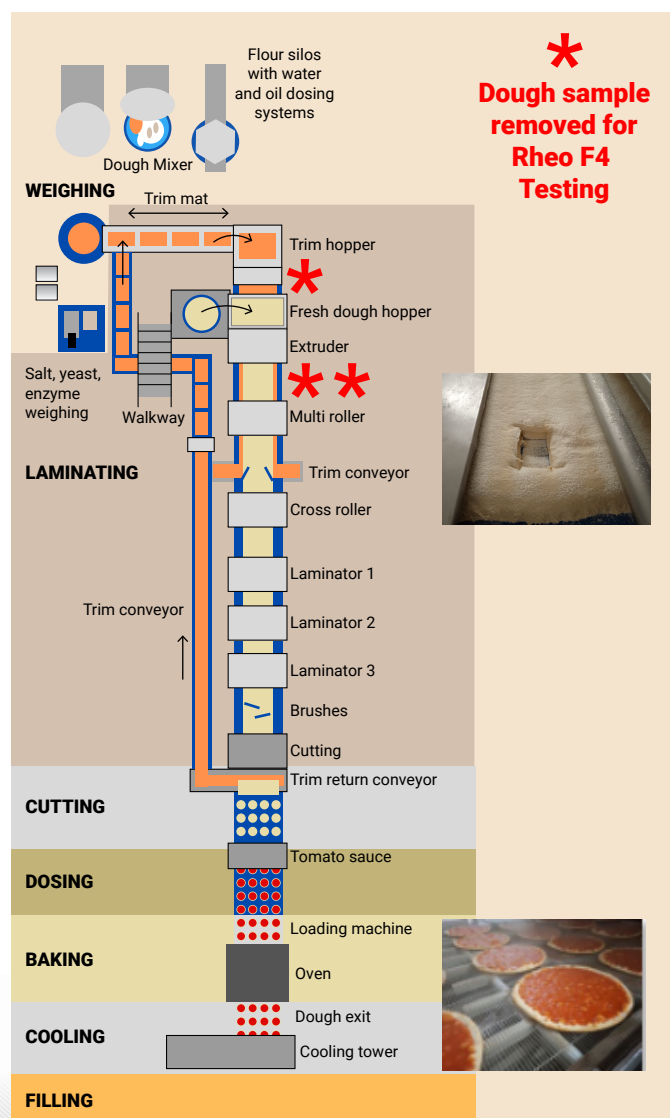 Flour silos
with water
and oil dosing
systems
*
Dough sample
removed for
Rheo F4
Testing
Dough Mixer
WEIGHING
Trim mat
Trim hopper
*
Fresh dough hopper
Extruder
Salt, yeast,
enzyme
weighing
Walkway
* *
Multi roller
LAMINATING
Trim conveyor
Cross roller
Laminator 1
Trim conveyor
Laminator 2
Laminator 3
Brushes
Cutting
Trim return conveyor
CUTTING
Tomato sauce
DOSING
Loading machine
BAKING
Oven
Dough exit
COOLING
Cooling tower
FILLING